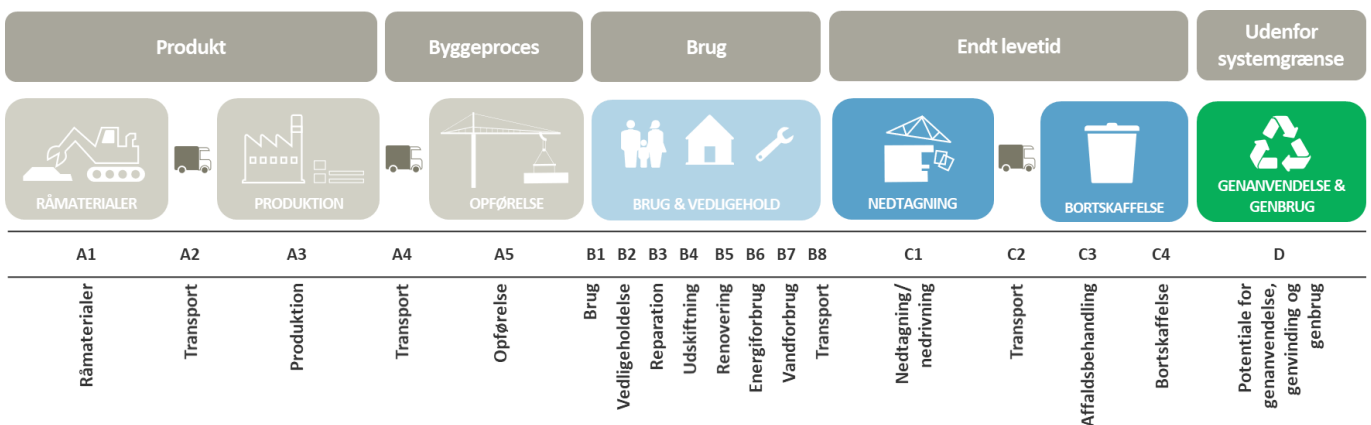 Produkt
Byggeproces
Brug
Endt levetid
Udenfor
systemgrænse
RÅMATERIALER
PRODUKTION
OPFØRELSE
BRUG & VEDLIGEHOLD
NEDTAGNING
BORTSKAFFELSE
GENANVENDELSE &
GENBRUG
A1
A2
A3
A4
A5
B1
B2
B3
B4
B5
B6
B7
B8
C1
C2
C3
C4
D
Råmaterialer
Transport
Produktion
Transport
Opførelse
Brug
Vedligeholdelse
Reparation
Udskiftning
Renovering
Energiforbrug
Vandforbrug
Transport
Nedtagning/
nedrivning
Transport
Affaldsbehandling
Bortskaffelse
Potentiale for
genanvendelse,
genvinding og
genbrug